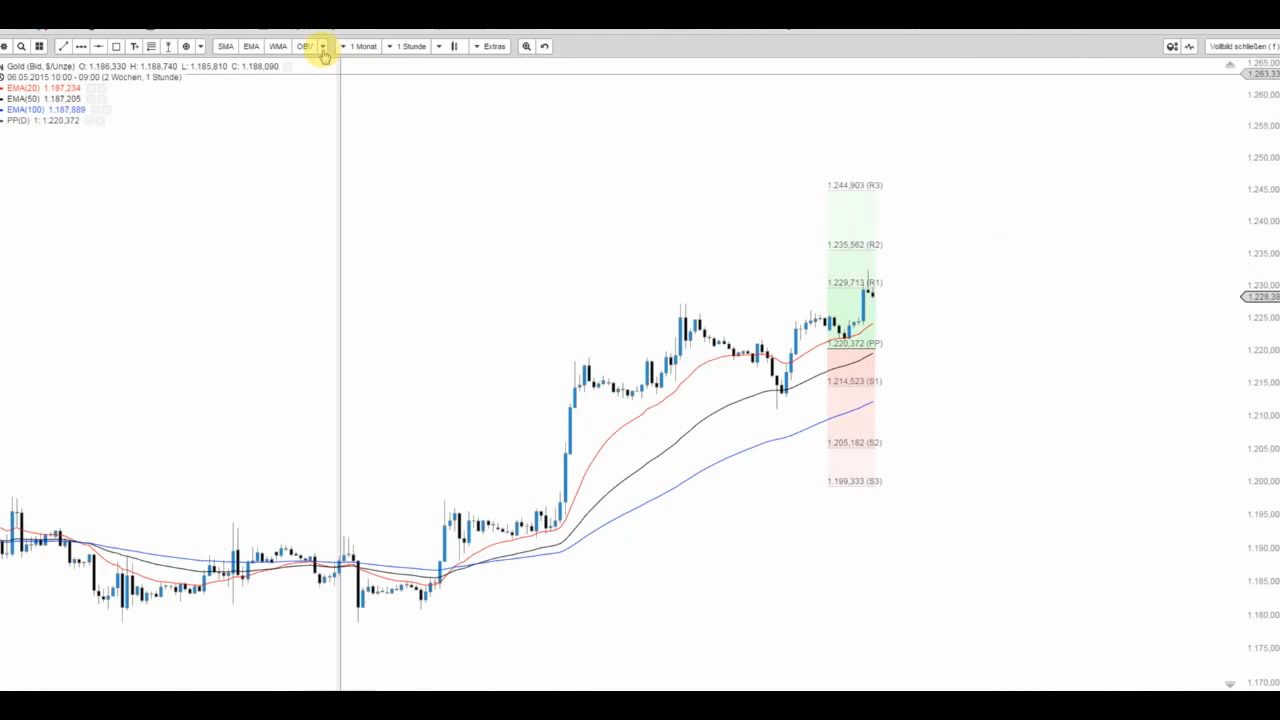 SMA EMA WMA OBV 1 Monat 1 Stunde Extras Vollbild schließen ( f )
Gold (Bid, $/Unze) O: 1.186,330 H: 1.188,740 L: 1.185,810 C: 1.188,090
06.05.2015 10:00 - 09:00 (2 Wochen, 1 Stunde)
EMA(20) 1.187,234
EMA(50) 1.187,205
EMA(100) 1.187,889
PP(D) 1: 1.220,372
1.265,00
1.263,33
1.260,00
1.255,00
1.250,00
1.245,00
1.240,00
1.235,00
1.230,00
1.228,38
1.225,00
1.220,00
1.215,00
1.210,00
1.205,00
1.200,00
1.195,00
1.190,00
1.185,00
1.180,00
1.175,00
1.170,00
1.244,903 (R3)
1.235,562 (R2)
1.229,713 (R1)
1.220,372 (PP)
1.214,523 (S1)
1.205,182 (S2)
1.199,333 (S3)